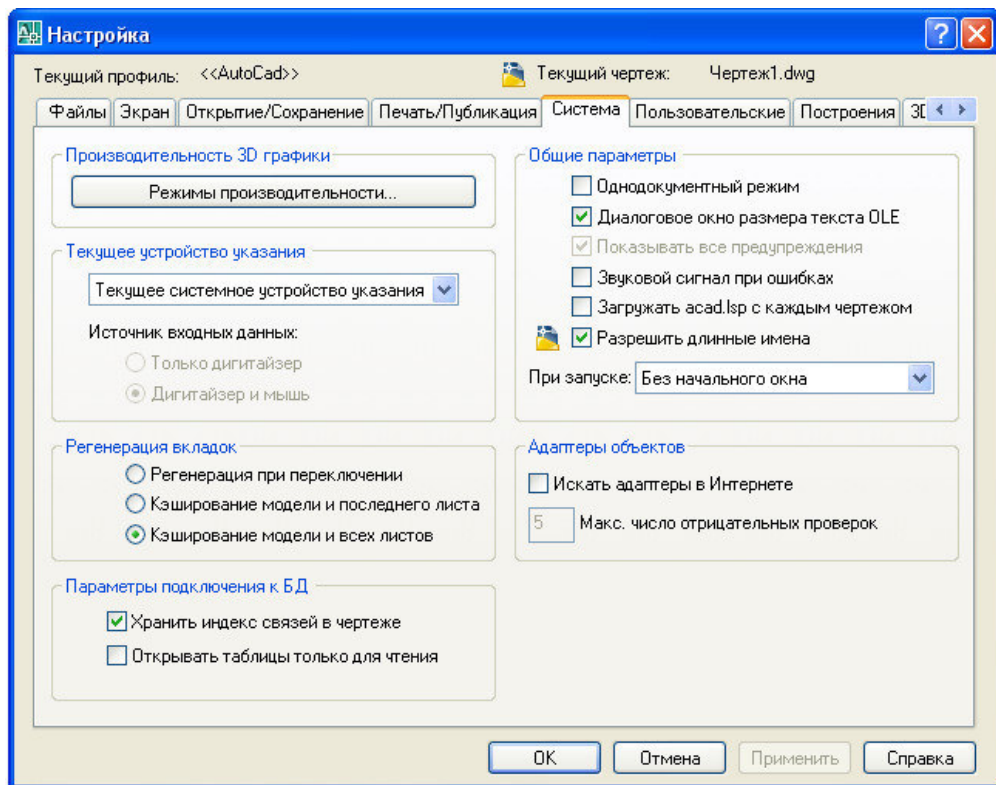 Настройка
Текущий профиль: <<AutoCad>> Текущий чертеж: Чертеж1.dwg
Файлы Экран Открытие/Сохранение Печать/Публикация Система Пользовательские Построения
Производительность 3D графики
Режимы производительности...
Текущее устройство указания
Текущее системное устройство указания
Источник входных данных:
Только дигитайзер
Дигитайзер и мышь
Регенерация вкладок
Регенерация при переключении
Кэширование модели и последнего листа
Кэширование модели и всех листов
Параметры подключения к БД
Хранить индекс связей в чертеже
Открывать таблицы только для чтения
Общие параметры
Однодокументный режим
Диалоговое окно размера текста OLE
Показывать все предупреждения
Звуковой сигнал при ошибках
Загружать acad.lsp с каждым чертежом
Разрешить длинные имена
При запуске: Без начального окна
Адаптеры объектов
Искать адаптеры в Интернете
5 Макс. число отрицательных проверок
OK Отмена Применить Справка